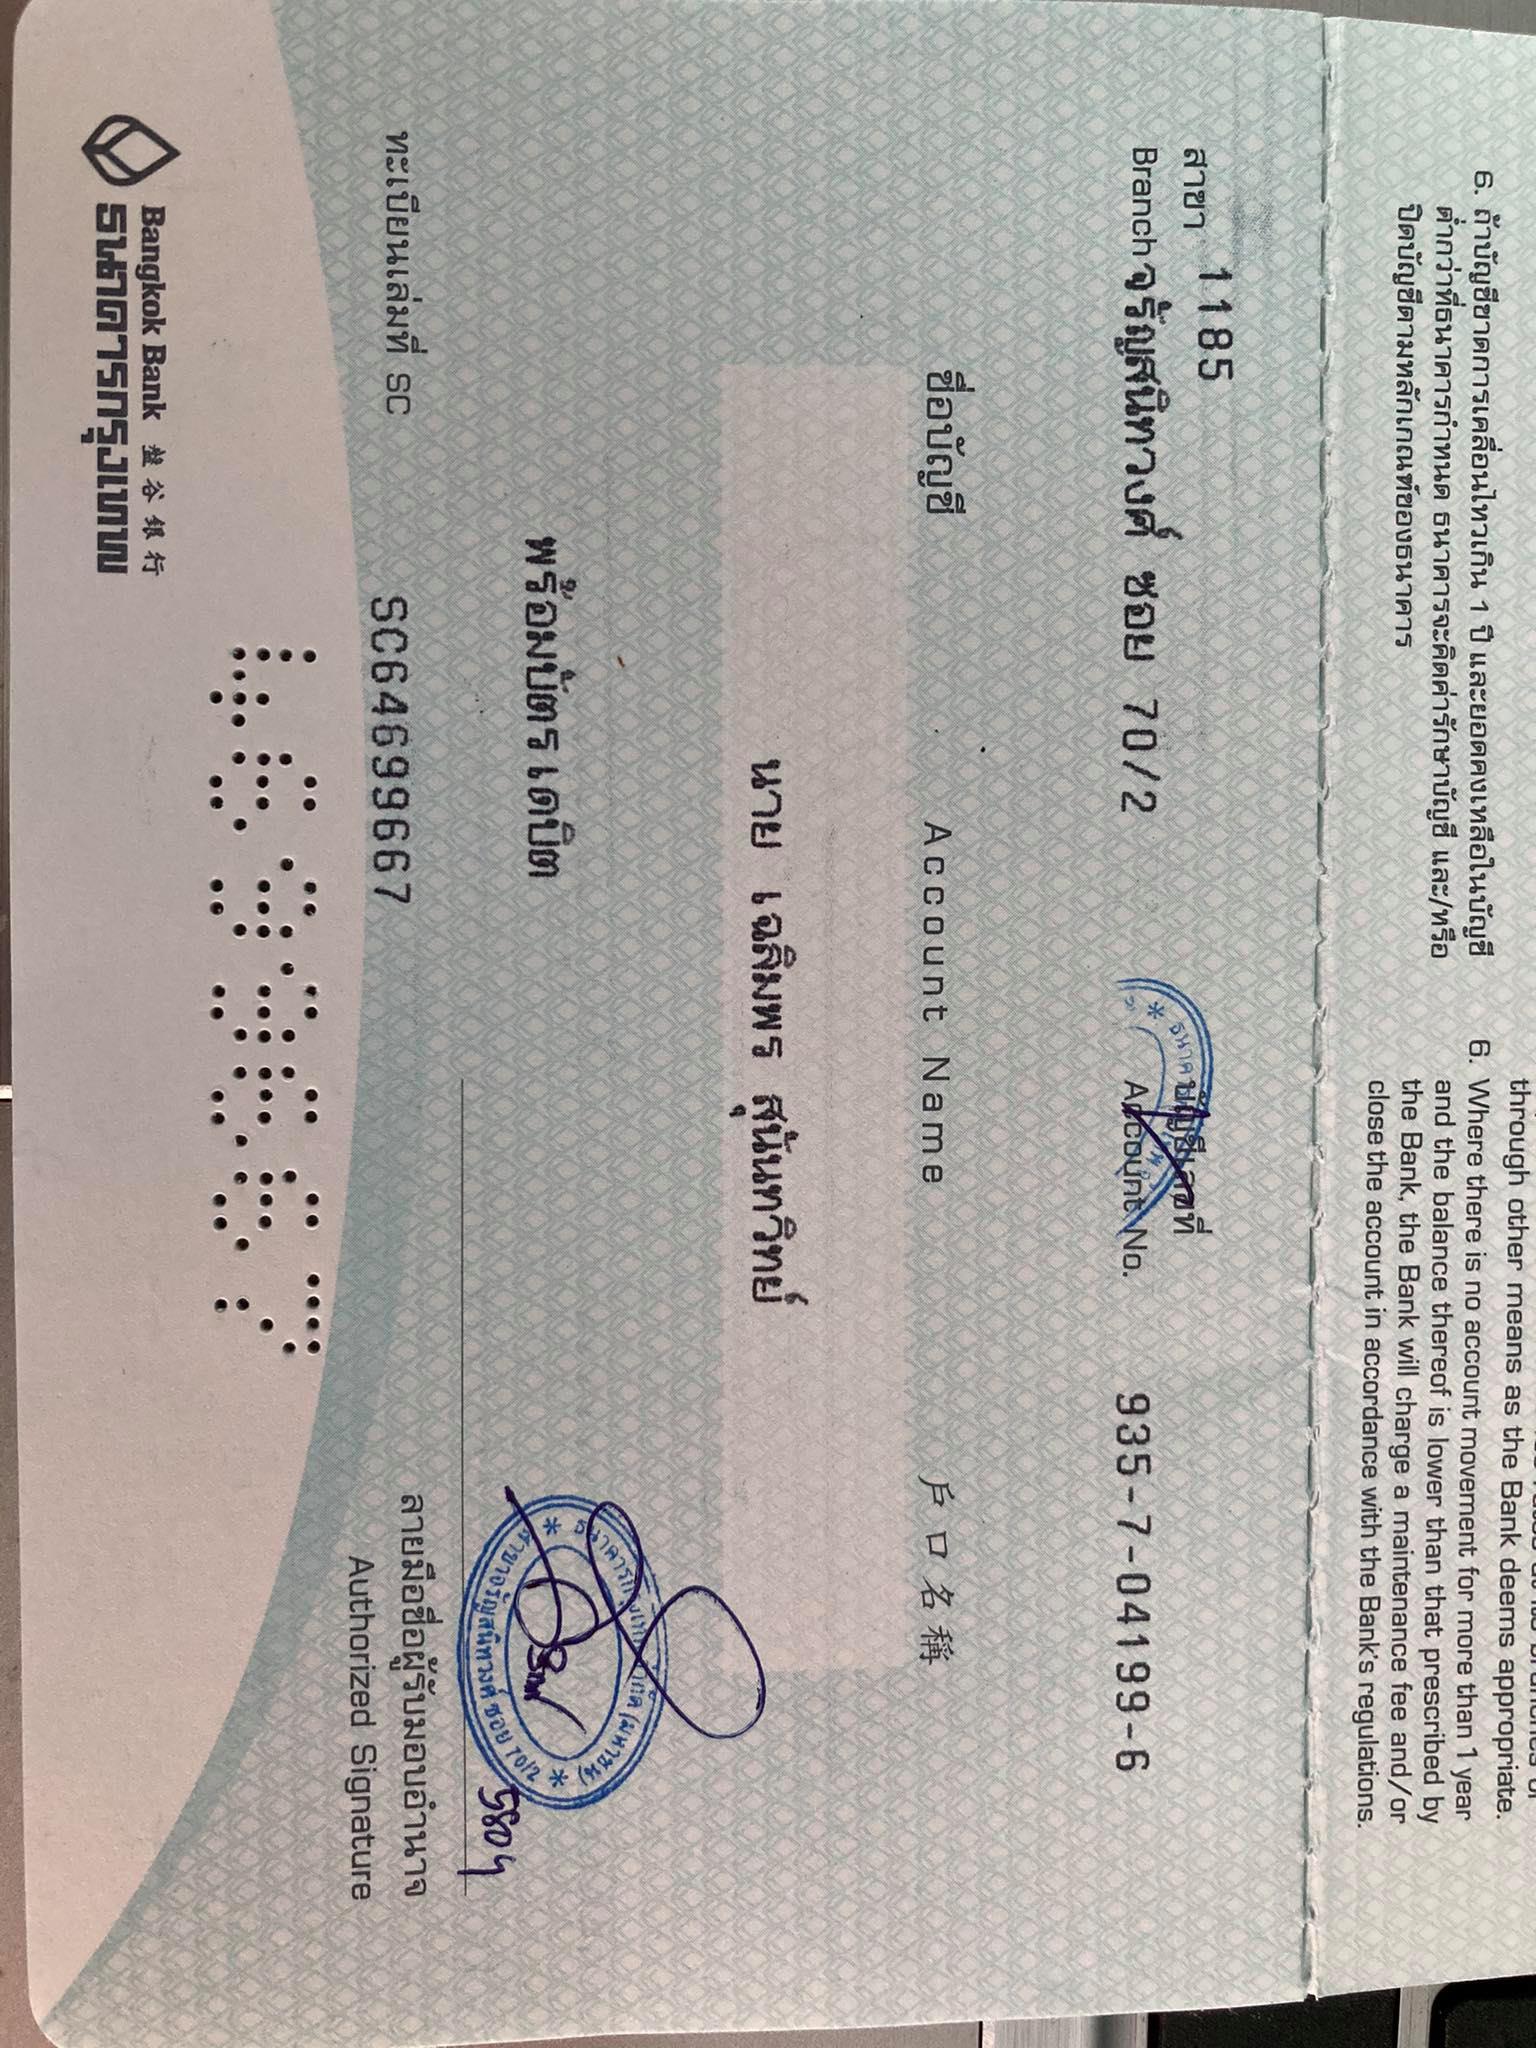 through other means as the Bank deems appropriate.
6. ถ้าบัญชีขาดการเคลื่อนไหวเกิน 1 ปี และยอดคงเหลือในบัญชี
ต่ำกว่าที่ธนาคารกำหนด ธนาคารจะคิดค่ารักษาบัญชี และ/หรือ
ปิดบัญชีตามหลักเกณฑ์ของธนาคาร
6. Where there is no account movement for more than 1 year
and the balance thereof is lower than that prescribed by
the Bank, the Bank will charge a maintenance fee and/or
close the account in accordance with the Bank's regulations.
สาขา 1185
Branch จรัญสนิทวงศ์ ซอย 70/2
บัญชีเลขที่
Account No. 935-7-04199-6
ชื่อบัญชี Account Name 戶口名稱
นาย เฉลิมพร สุนันทวิทย์
พร้อมบัตรเดบิต
ธนาคารกรุงเทพ จำกัด (มหาชน)
สาขาจรัญสนิทวงศ์ ซอย 70/2
ทะเบียนเล่มที่ SC SC64699667
ลายมือชื่อผู้รับมอบอำนาจ
Authorized Signature
4699667
Bangkok Bank 盤谷銀行
ธนาคารกรุงเทพ